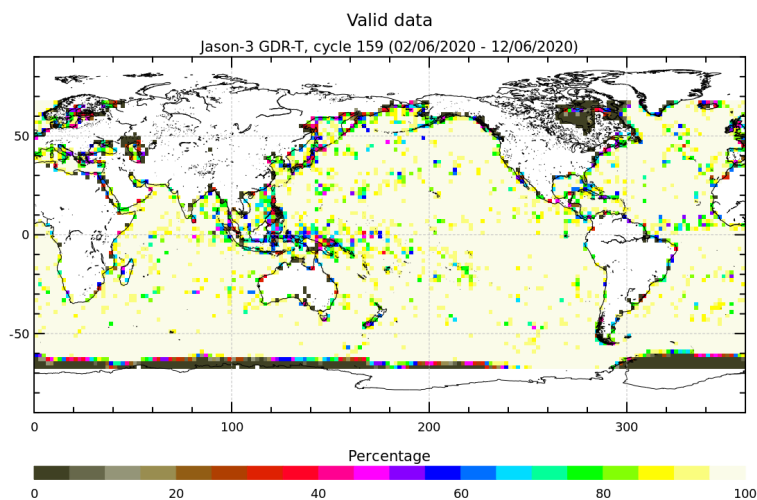 Valid data
Jason-3 GDR-T, cycle 159 (02/06/2020 - 12/06/2020)
50
0
-50
0 100 200 300
Percentage
0 20 40 60 80 100